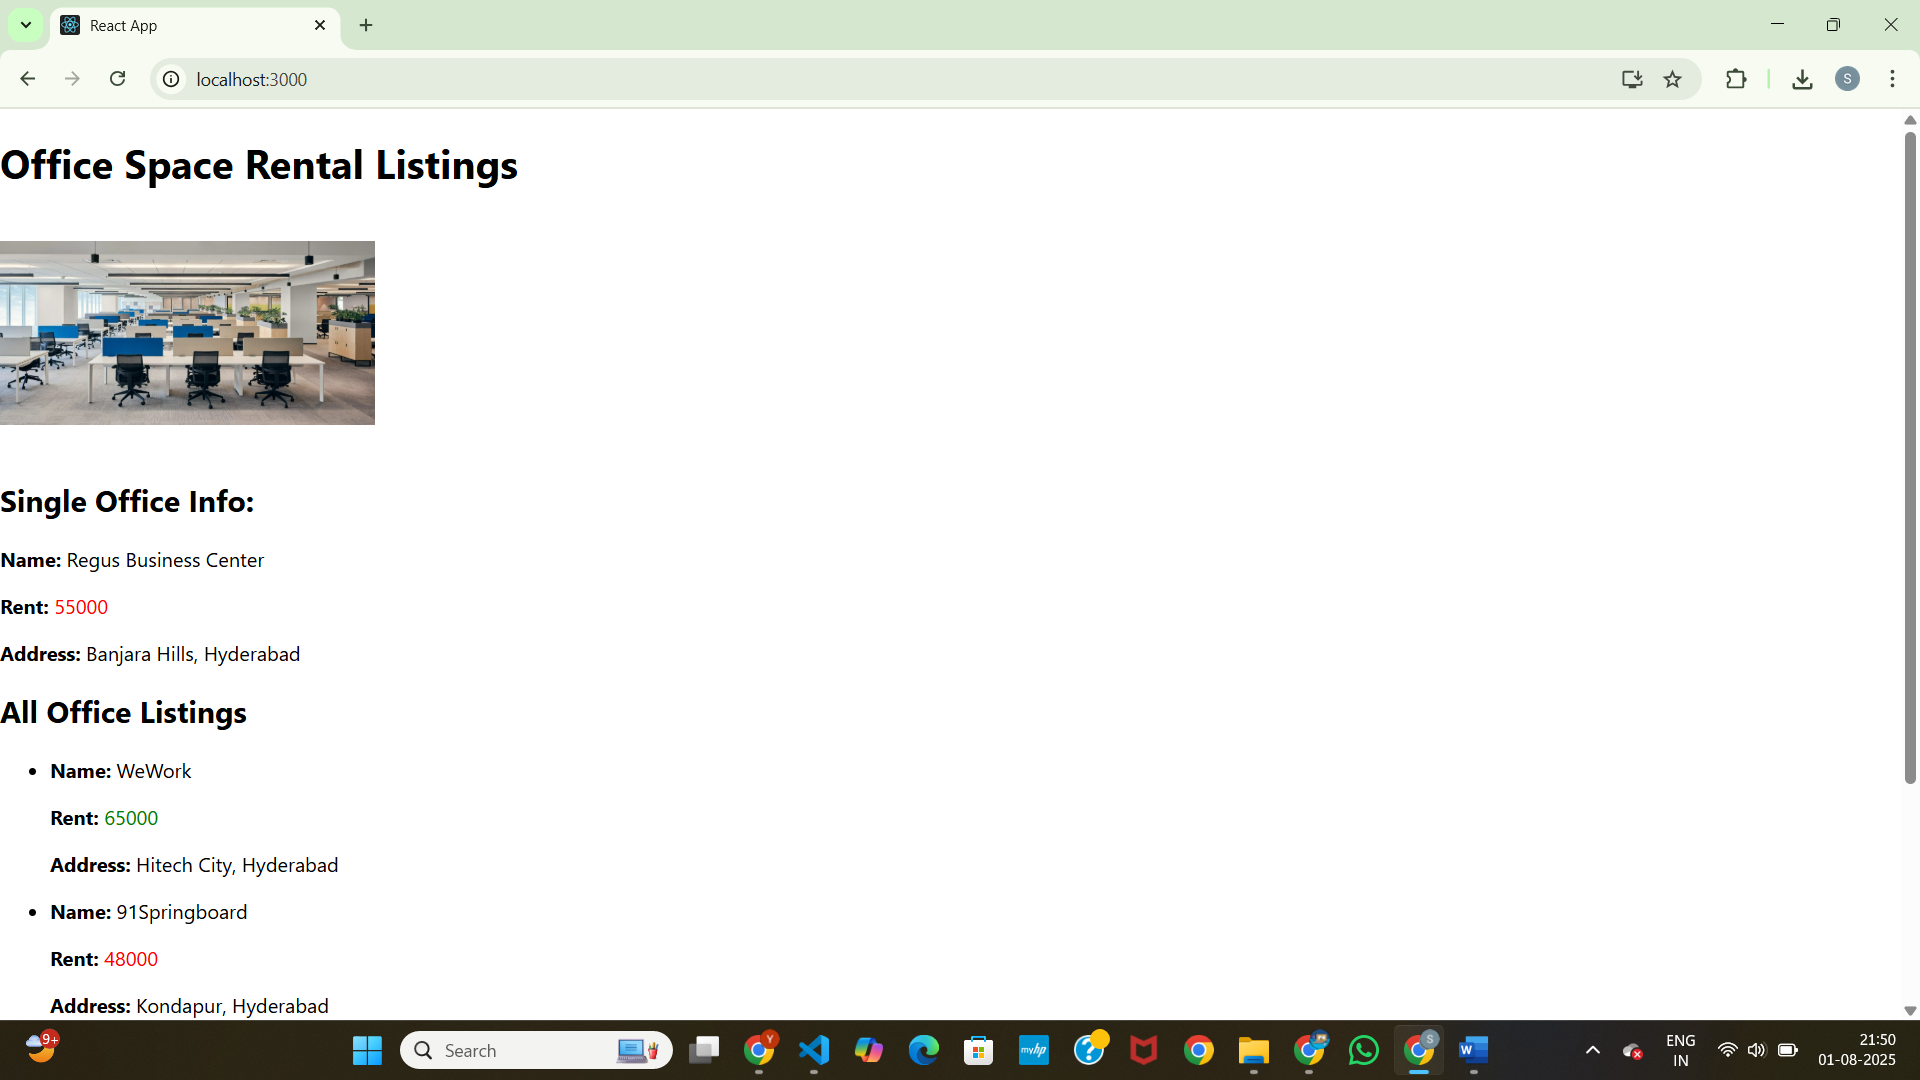 React App
localhost:3000
S
Office Space Rental Listings
Single Office Info:
Name: Regus Business Center
Rent: 55000
Address: Banjara Hills, Hyderabad
All Office Listings
Name: WeWork
Rent: 65000
Address: Hitech City, Hyderabad
Name: 91Springboard
Rent: 48000
Address: Kondapur, Hyderabad
9+
Search
Y
myhp
S
W
ENG
IN
21:50
01-08-2025